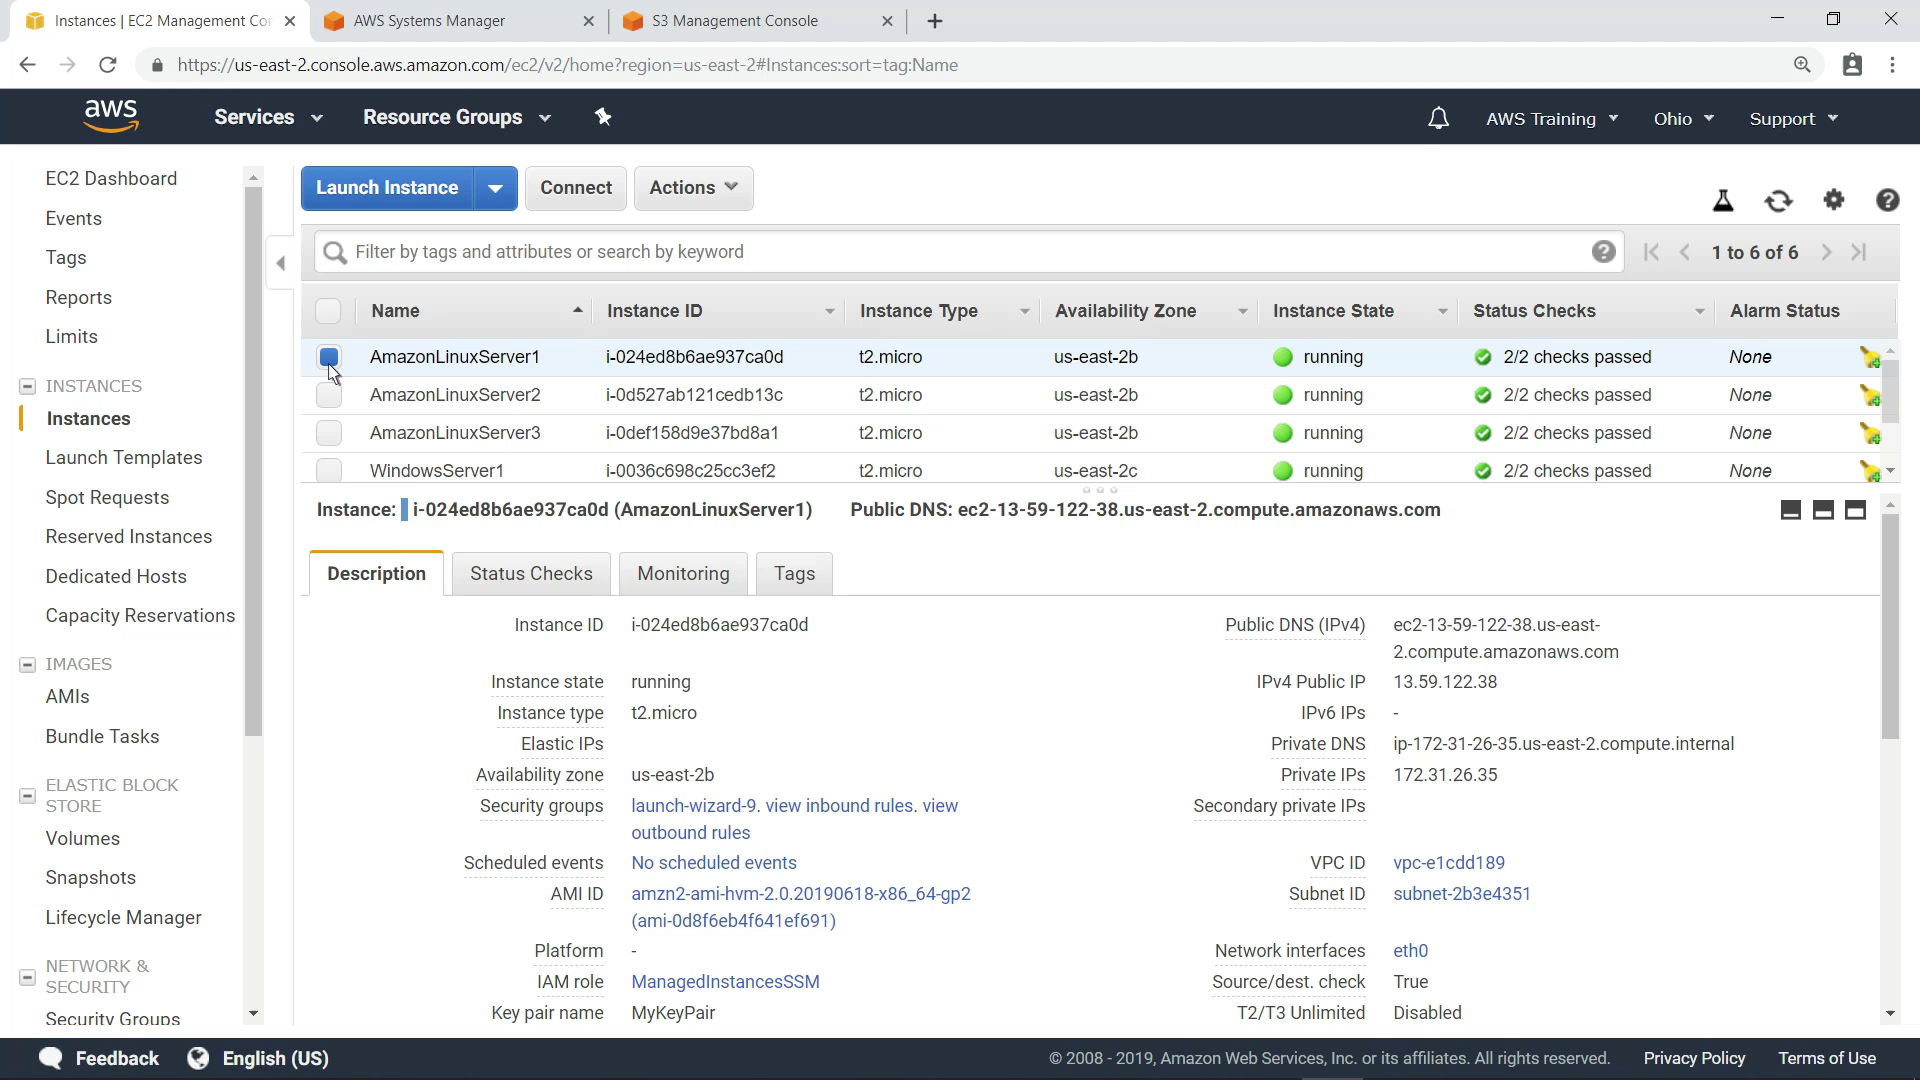 Instances | EC2 Management Con
AWS Systems Manager
S3 Management Console
https://us-east-2.console.aws.amazon.com/ec2/v2/home?region=us-east-2#Instances:sort=tag:Name
aws
Services
Resource Groups
AWS Training
Ohio
Support
EC2 Dashboard
Events
Tags
Reports
Limits
INSTANCES
Instances
Launch Templates
Spot Requests
Reserved Instances
Dedicated Hosts
Capacity Reservations
IMAGES
AMIs
Bundle Tasks
ELASTIC BLOCK
STORE
Volumes
Snapshots
Lifecycle Manager
NETWORK &
SECURITY
Security Groups
Launch Instance
Connect
Actions
Filter by tags and attributes or search by keyword
1 to 6 of 6
Name Instance ID Instance Type Availability Zone Instance State Status Checks Alarm Status
AmazonLinuxServer1 i-024ed8b6ae937ca0d t2.micro us-east-2b running 2/2 checks passed None
AmazonLinuxServer2 i-0d527ab121cedb13c t2.micro us-east-2b running 2/2 checks passed None
AmazonLinuxServer3 i-0def158d9e37bd8a1 t2.micro us-east-2b running 2/2 checks passed None
WindowsServer1 i-0036c698c25cc3ef2 t2.micro us-east-2c running 2/2 checks passed None
Instance: i-024ed8b6ae937ca0d (AmazonLinuxServer1) Public DNS: ec2-13-59-122-38.us-east-2.compute.amazonaws.com
Description
Status Checks
Monitoring
Tags
Instance ID i-024ed8b6ae937ca0d
Instance state running
Instance type t2.micro
Elastic IPs
Availability zone us-east-2b
Security groups launch-wizard-9. view inbound rules. view
outbound rules
Scheduled events No scheduled events
AMI ID amzn2-ami-hvm-2.0.20190618-x86_64-gp2
(ami-0d8f6eb4f641ef691)
Platform -
IAM role ManagedInstancesSSM
Key pair name MyKeyPair
Public DNS (IPv4) ec2-13-59-122-38.us-east-
2.compute.amazonaws.com
IPv4 Public IP 13.59.122.38
IPv6 IPs -
Private DNS ip-172-31-26-35.us-east-2.compute.internal
Private IPs 172.31.26.35
Secondary private IPs
VPC ID vpc-e1cdd189
Subnet ID subnet-2b3e4351
Network interfaces eth0
Source/dest. check True
T2/T3 Unlimited Disabled
Feedback
English (US)
© 2008 - 2019, Amazon Web Services, Inc. or its affiliates. All rights reserved.
Privacy Policy
Terms of Use